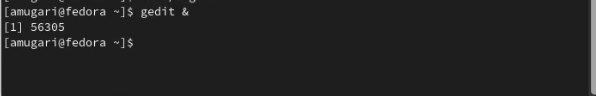 [amugari@fedora ~]$ gedit &
[1] 56305
[amugari@fedora ~]$